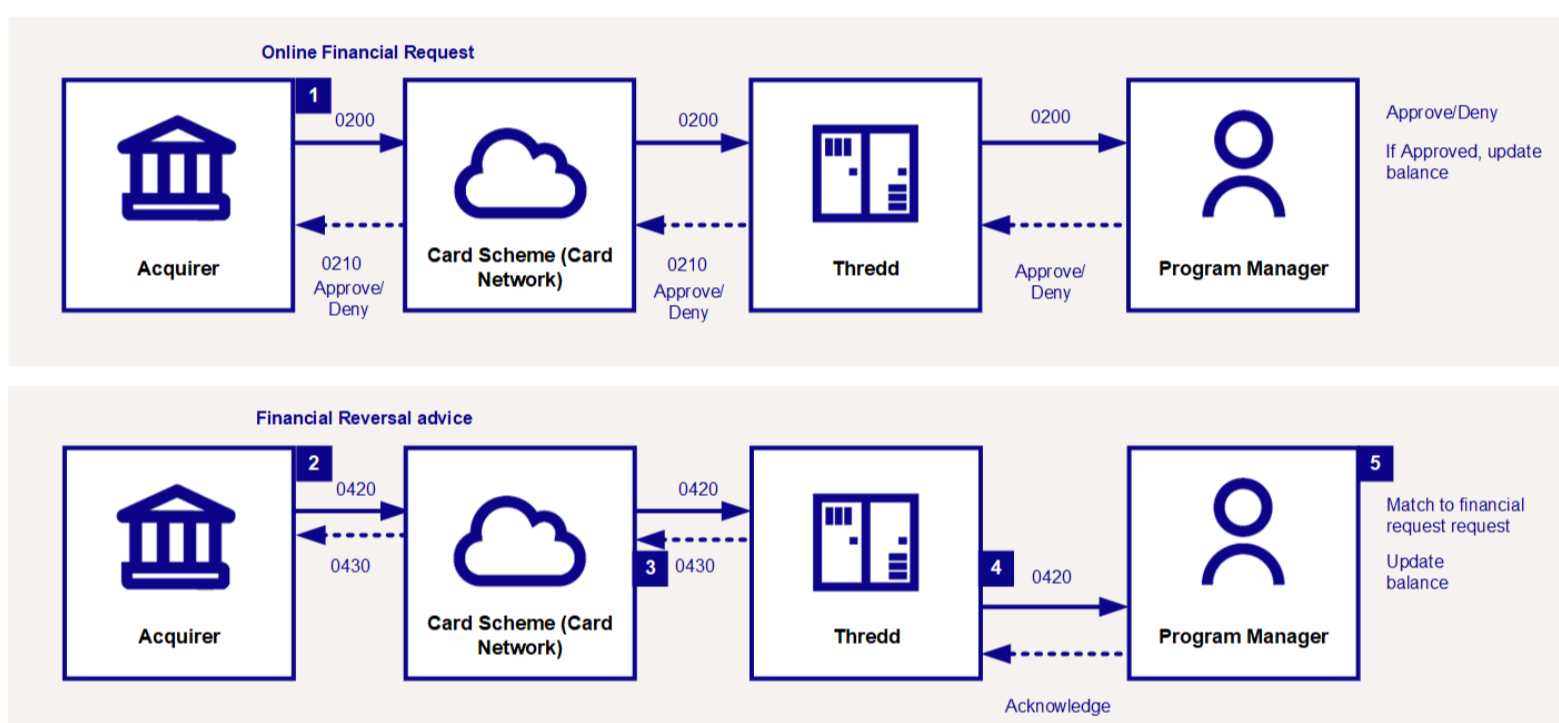 Online Financial Request
1
0200
0200
0200
Approve/Deny
If Approved, update
balance
Acquirer
Card Scheme (Card
Network)
Thredd
Program Manager
0210
Approve/
Deny
0210
Approve/
Deny
Approve/
Deny
Financial Reversal advice
2
5
0420
0420
Match to financial
request request
Update
balance
0430
3
0430
4
0420
Acquirer
Card Scheme (Card
Network)
Thredd
Program Manager
Acknowledge